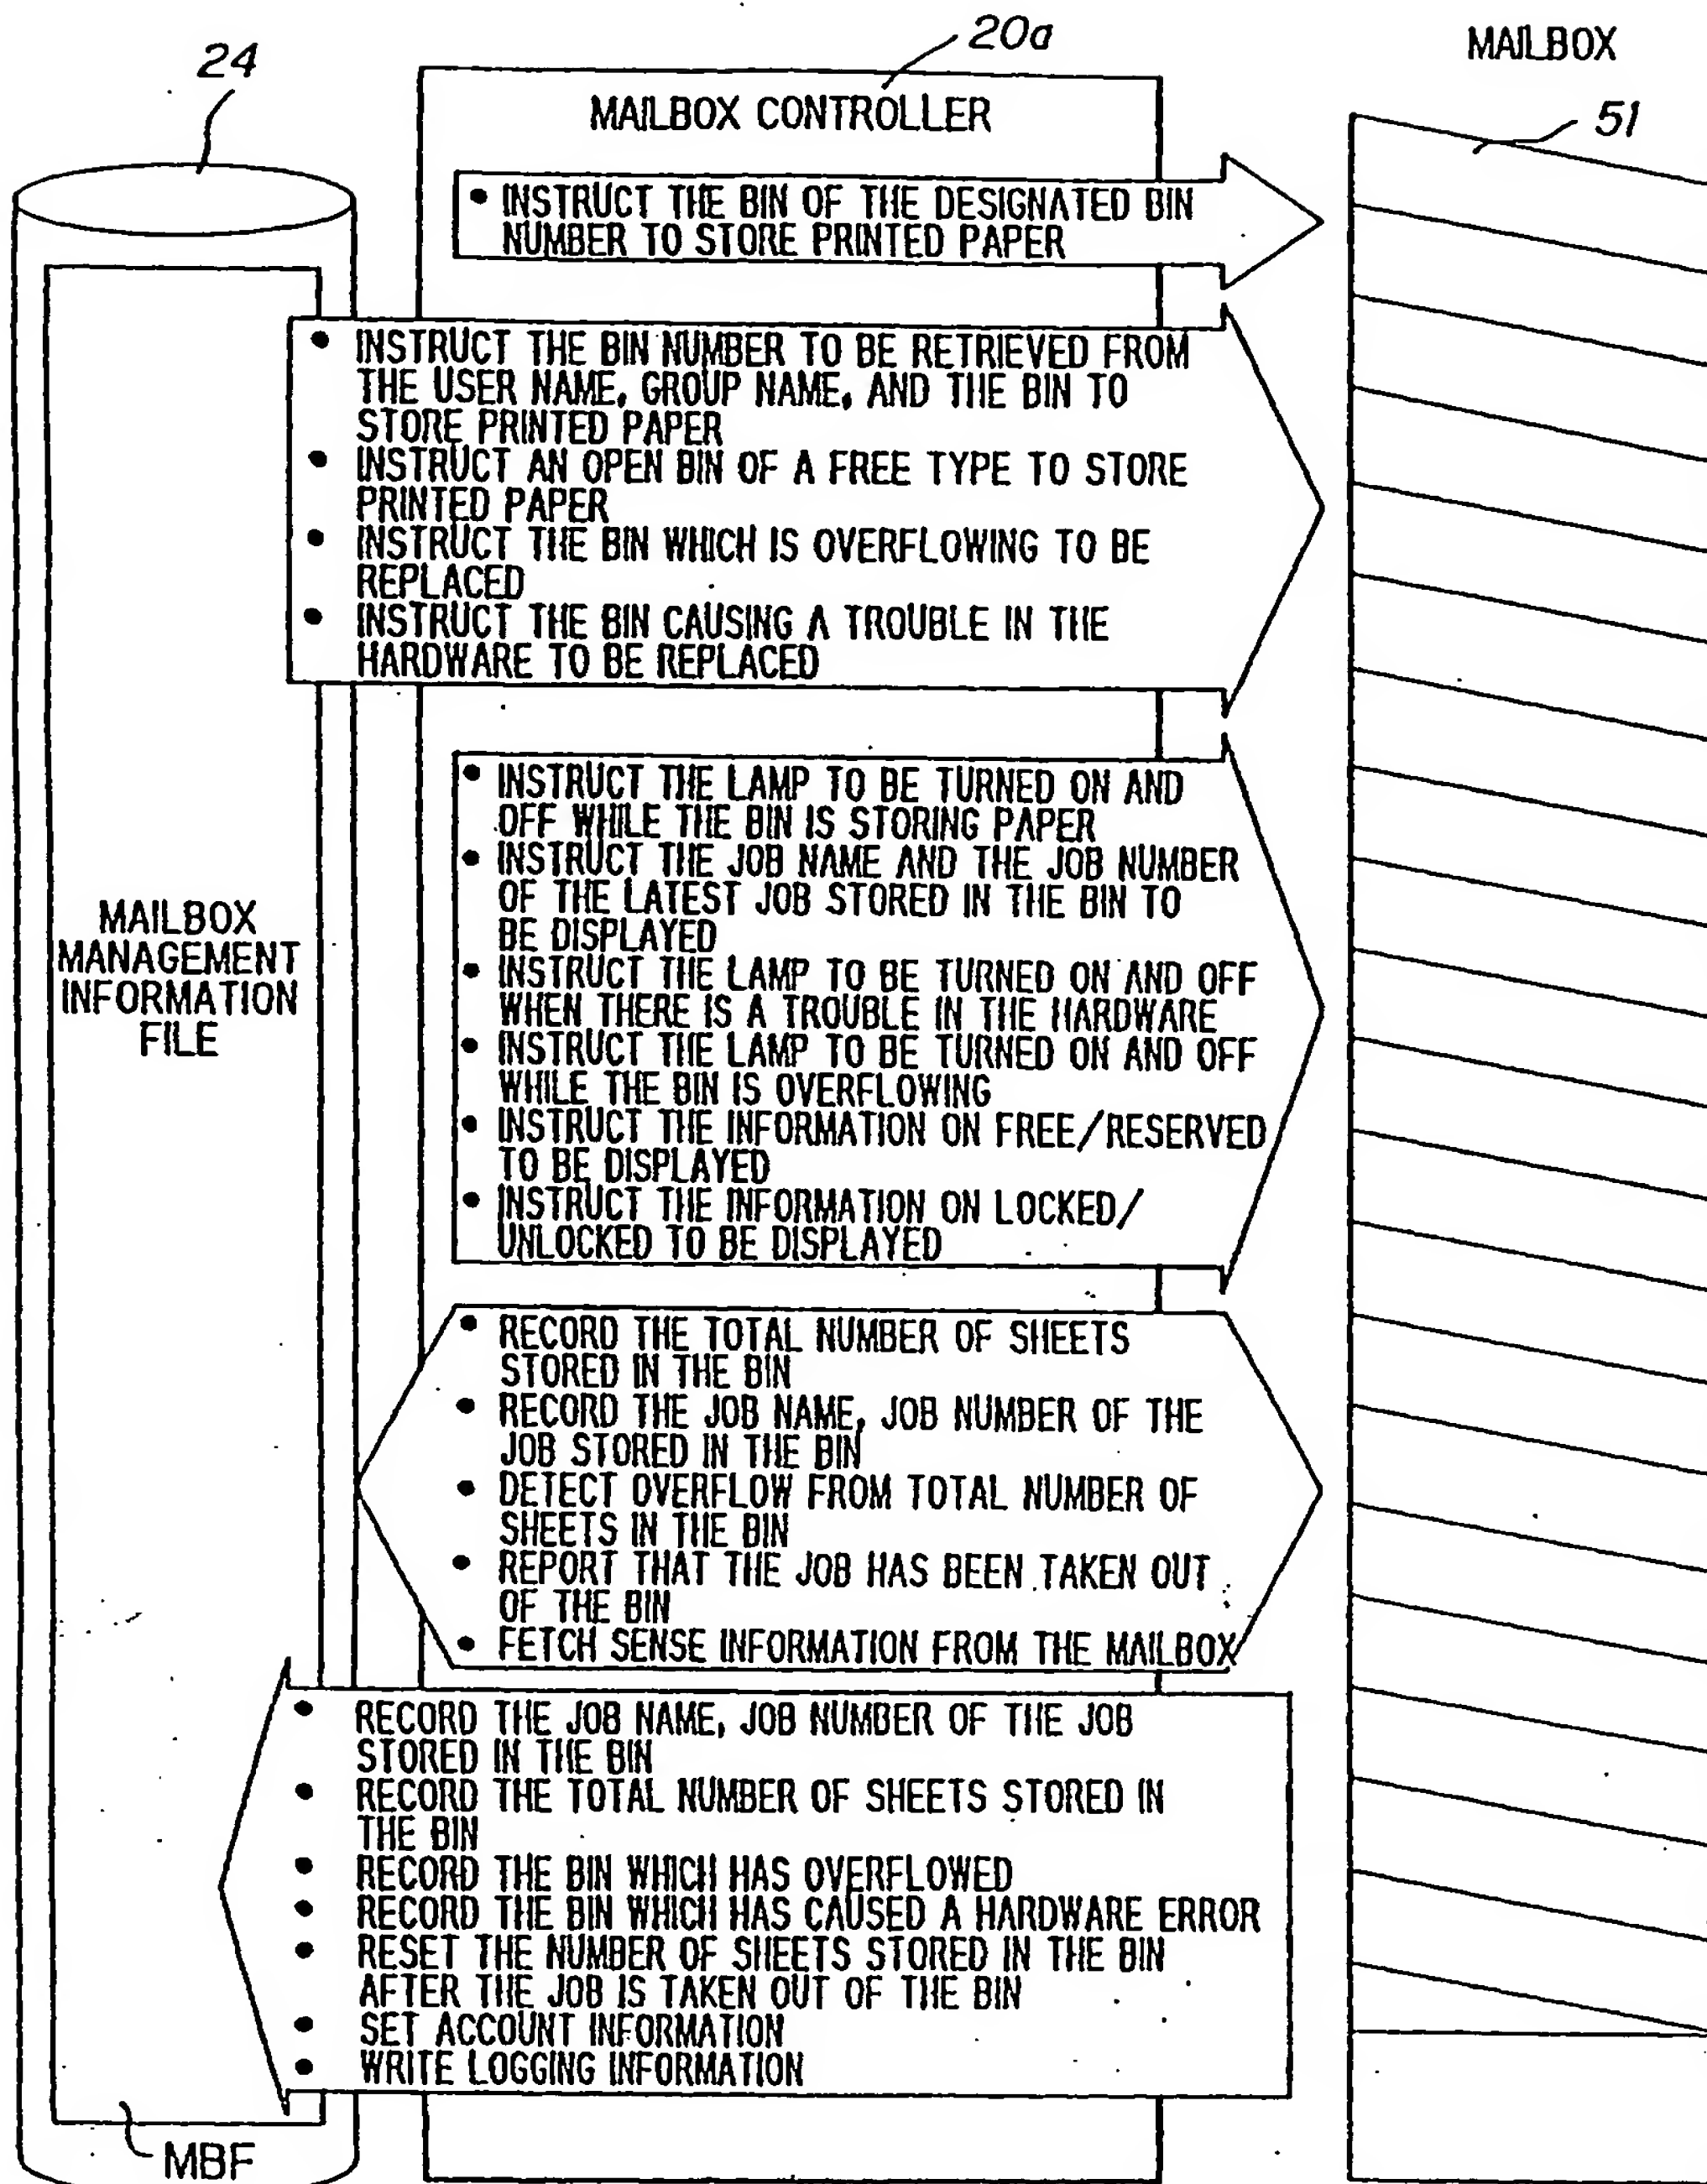 24
20a
MAILBOX
51
MAILBOX CONTROLLER
• INSTRUCT THE BIN OF THE DESIGNATED BIN
NUMBER TO STORE PRINTED PAPER
• INSTRUCT THE BIN NUMBER TO BE RETRIEVED FROM
THE USER NAME, GROUP NAME, AND THE BIN TO
STORE PRINTED PAPER
• INSTRUCT AN OPEN BIN OF A FREE TYPE TO STORE
PRINTED PAPER
• INSTRUCT THE BIN WHICH IS OVERFLOWING TO BE
REPLACED
• INSTRUCT THE BIN CAUSING A TROUBLE IN THE
HARDWARE TO BE REPLACED
• INSTRUCT THE LAMP TO BE TURNED ON AND
OFF WHILE THE BIN IS STORING PAPER
• INSTRUCT THE JOB NAME AND THE JOB NUMBER
OF THE LATEST JOB STORED IN THE BIN TO
BE DISPLAYED
• INSTRUCT THE LAMP TO BE TURNED ON AND OFF
WHEN THERE IS A TROUBLE IN THE HARDWARE
• INSTRUCT THE LAMP TO BE TURNED ON AND OFF
WHILE THE BIN IS OVERFLOWING
• INSTRUCT THE INFORMATION ON FREE/RESERVED
TO BE DISPLAYED
• INSTRUCT THE INFORMATION ON LOCKED/
UNLOCKED TO BE DISPLAYED
MAILBOX
MANAGEMENT
INFORMATION
FILE
• RECORD THE TOTAL NUMBER OF SHEETS
STORED IN THE BIN
• RECORD THE JOB NAME, JOB NUMBER OF THE
JOB STORED IN THE BIN
• DETECT OVERFLOW FROM TOTAL NUMBER OF
SHEETS IN THE BIN
• REPORT THAT THE JOB HAS BEEN TAKEN OUT
OF THE BIN
• FETCH SENSE INFORMATION FROM THE MAILBOX
• RECORD THE JOB NAME, JOB NUMBER OF THE JOB
STORED IN THE BIN
• RECORD THE TOTAL NUMBER OF SHEETS STORED IN
THE BIN
• RECORD THE BIN WHICH HAS OVERFLOWED
• RECORD THE BIN WHICH HAS CAUSED A HARDWARE ERROR
• RESET THE NUMBER OF SHEETS STORED IN THE BIN
AFTER THE JOB IS TAKEN OUT OF THE BIN
• SET ACCOUNT INFORMATION
• WRITE LOGGING INFORMATION
MBF